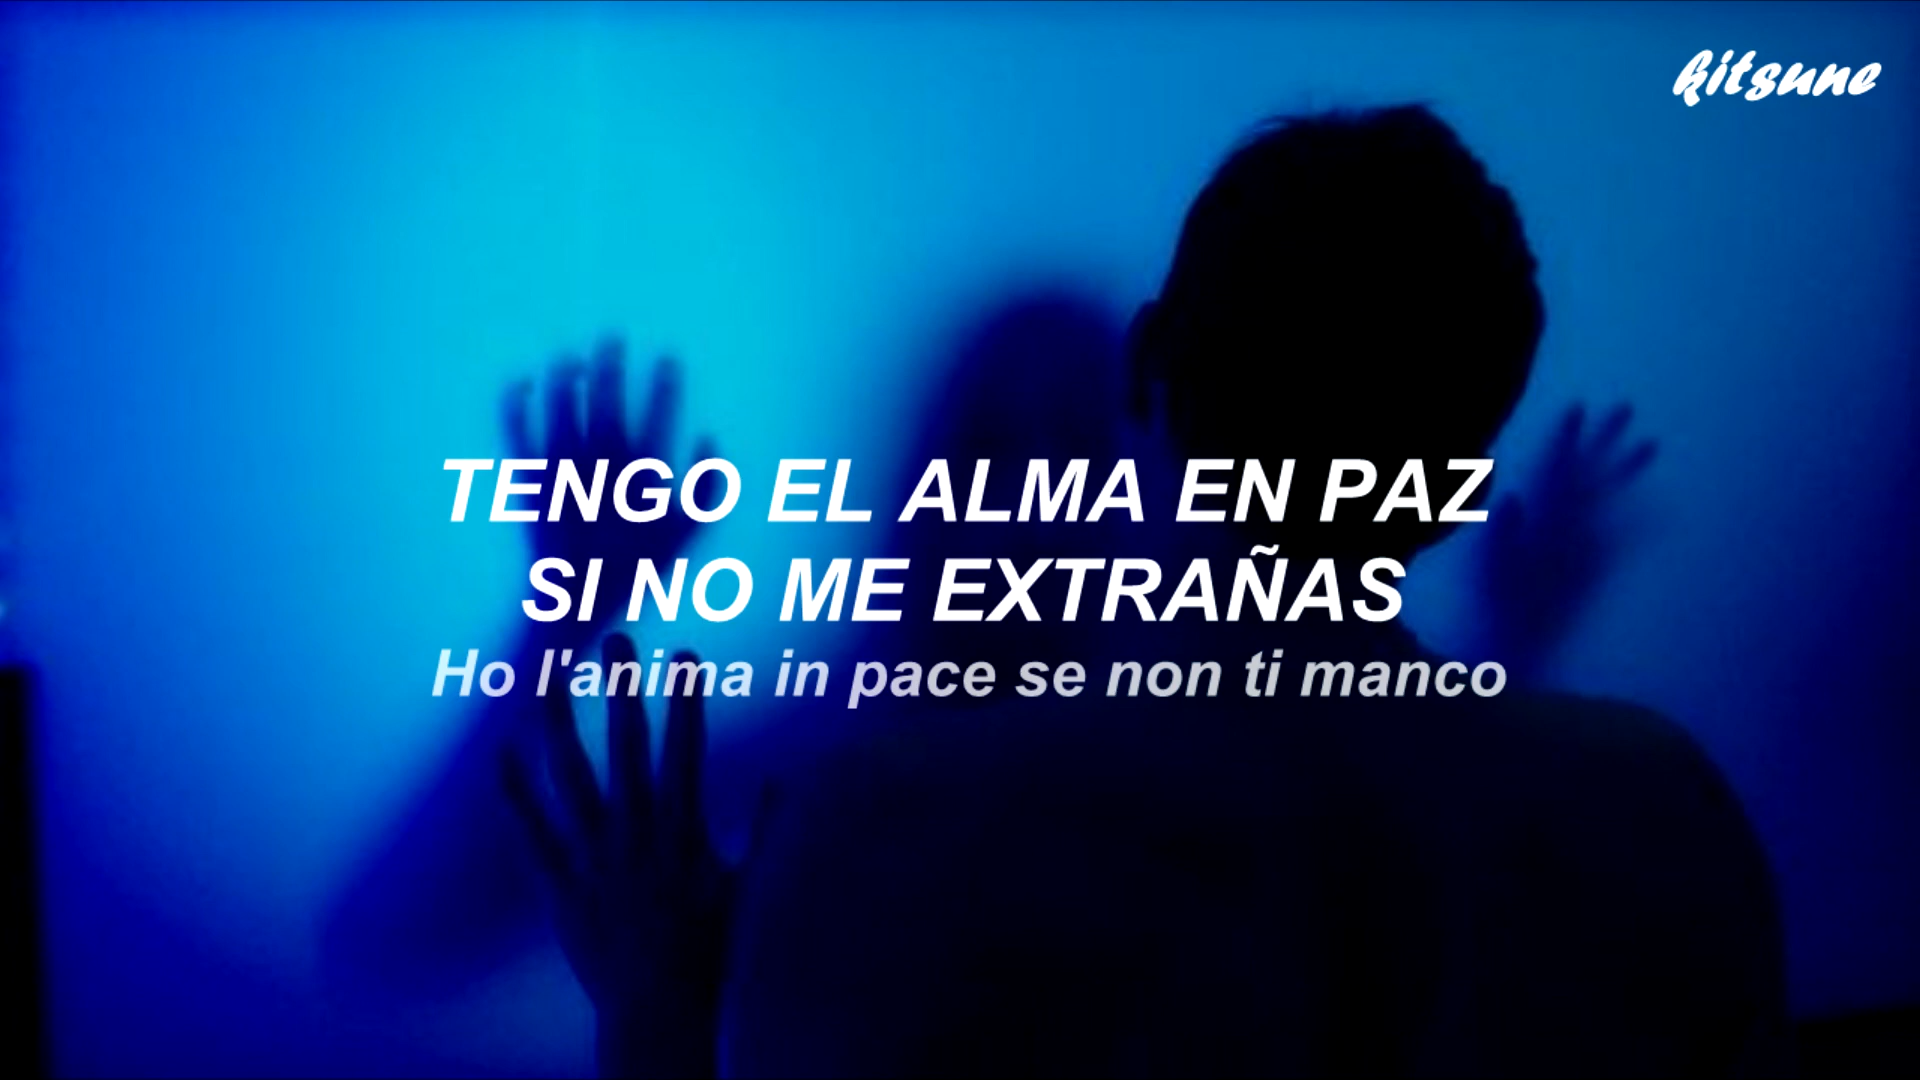 kitsune
TENGO EL ALMA EN PAZ
SI NO ME EXTRAÑAS
Ho l'anima in pace se non ti manco